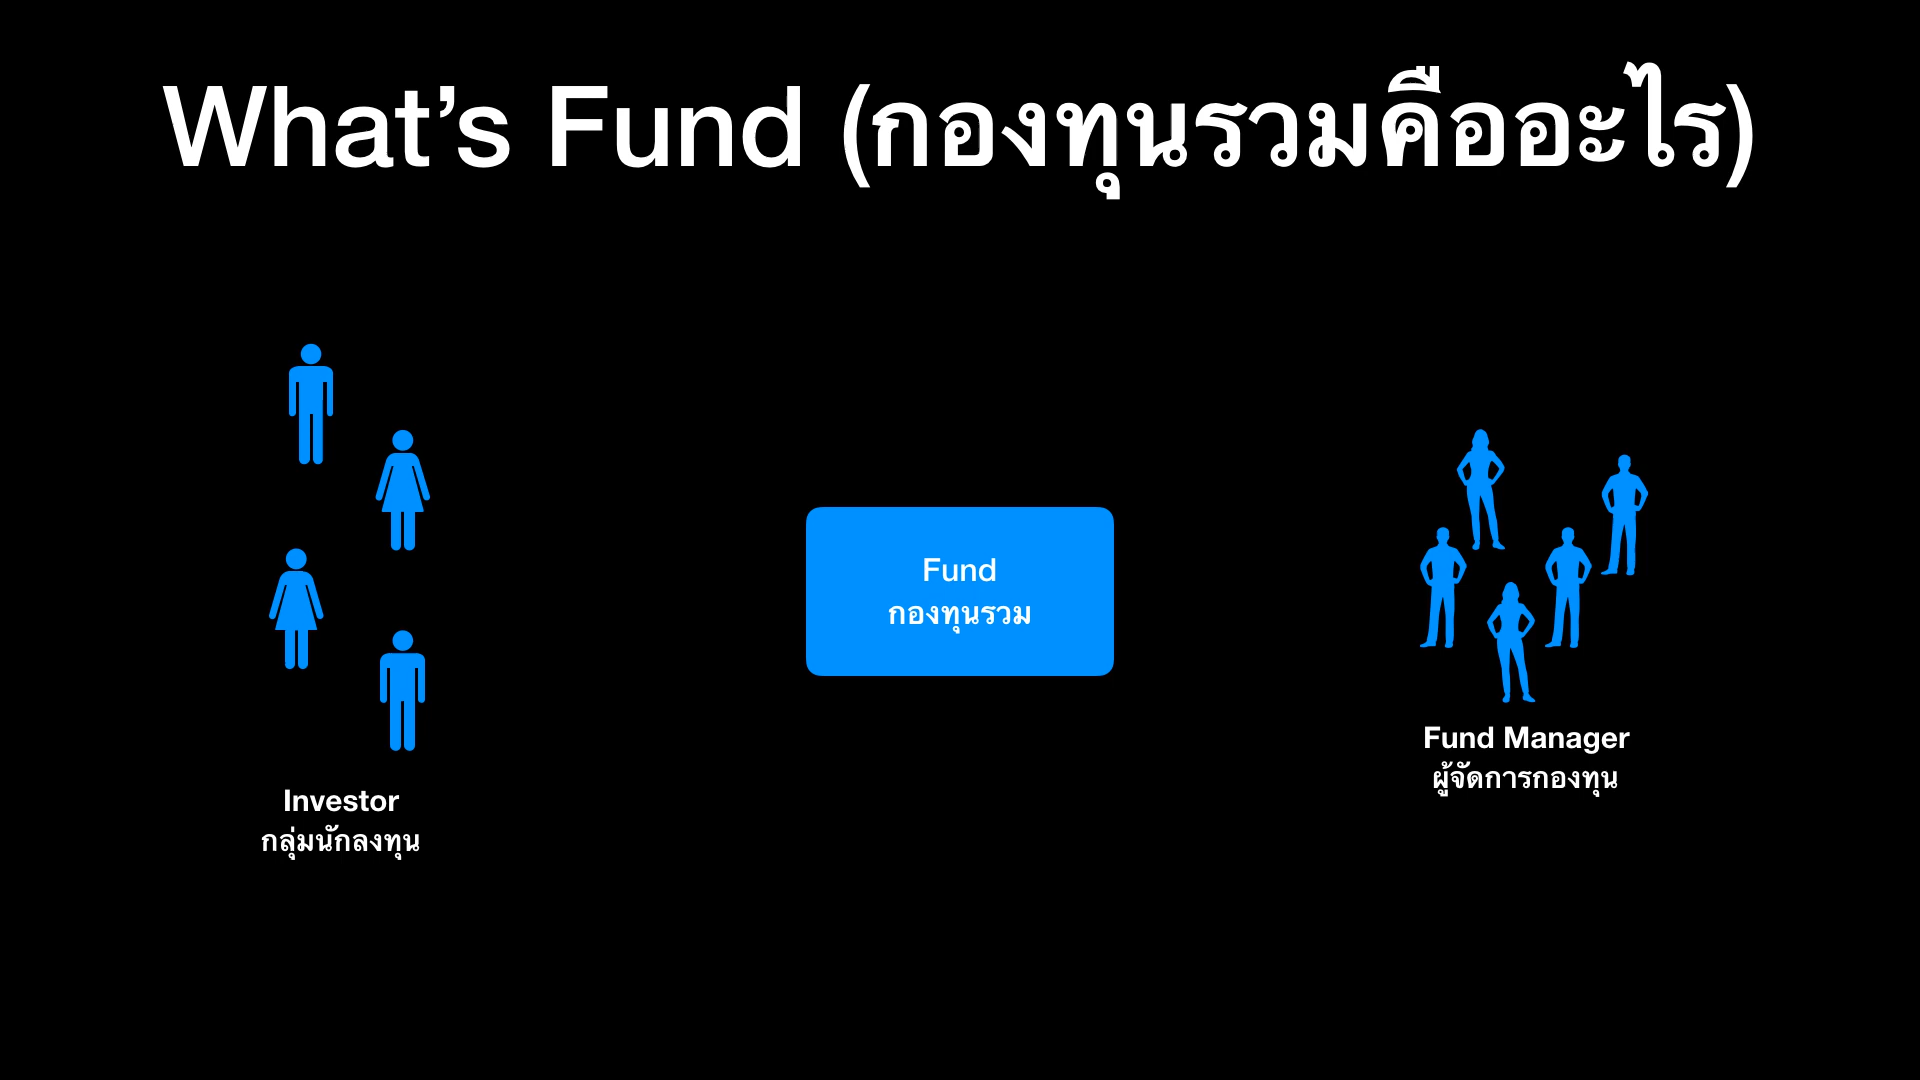 What’s Fund (กองทุนรวมคืออะไร)
Fund
กองทุนรวม
Investor
กลุ่มนักลงทุน
Fund Manager
ผู้จัดการกองทุน